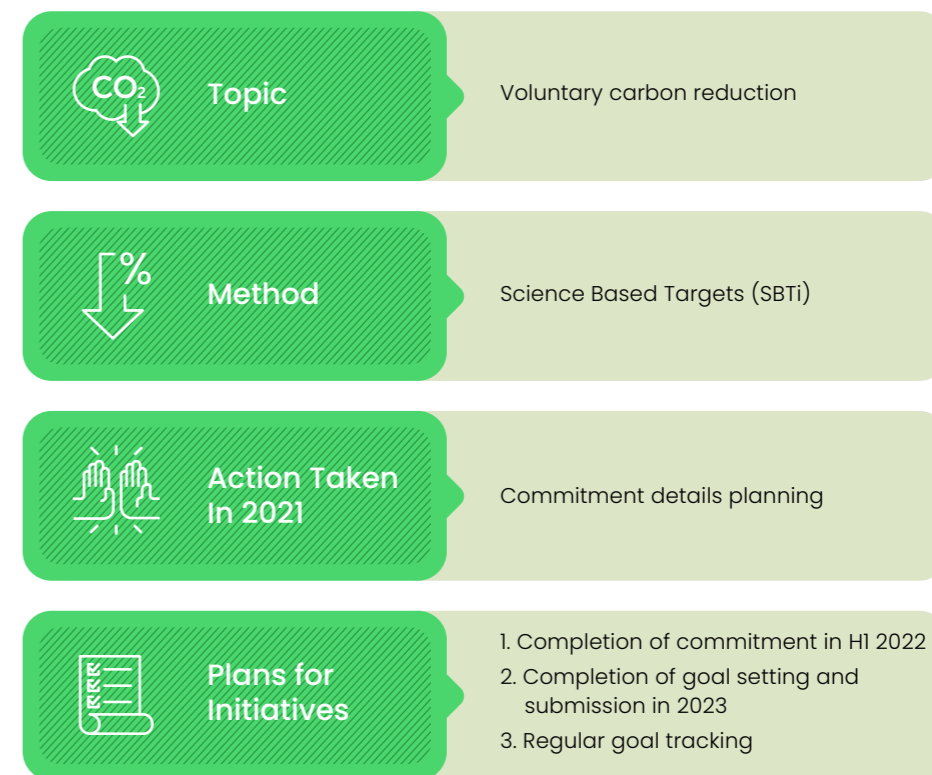 CO₂
Topic
Voluntary carbon reduction
%
Method
Science Based Targets (SBTi)
Action Taken
In 2021
Commitment details planning
Plans for
Initiatives
1. Completion of commitment in H1 2022
2. Completion of goal setting and
submission in 2023
3. Regular goal tracking